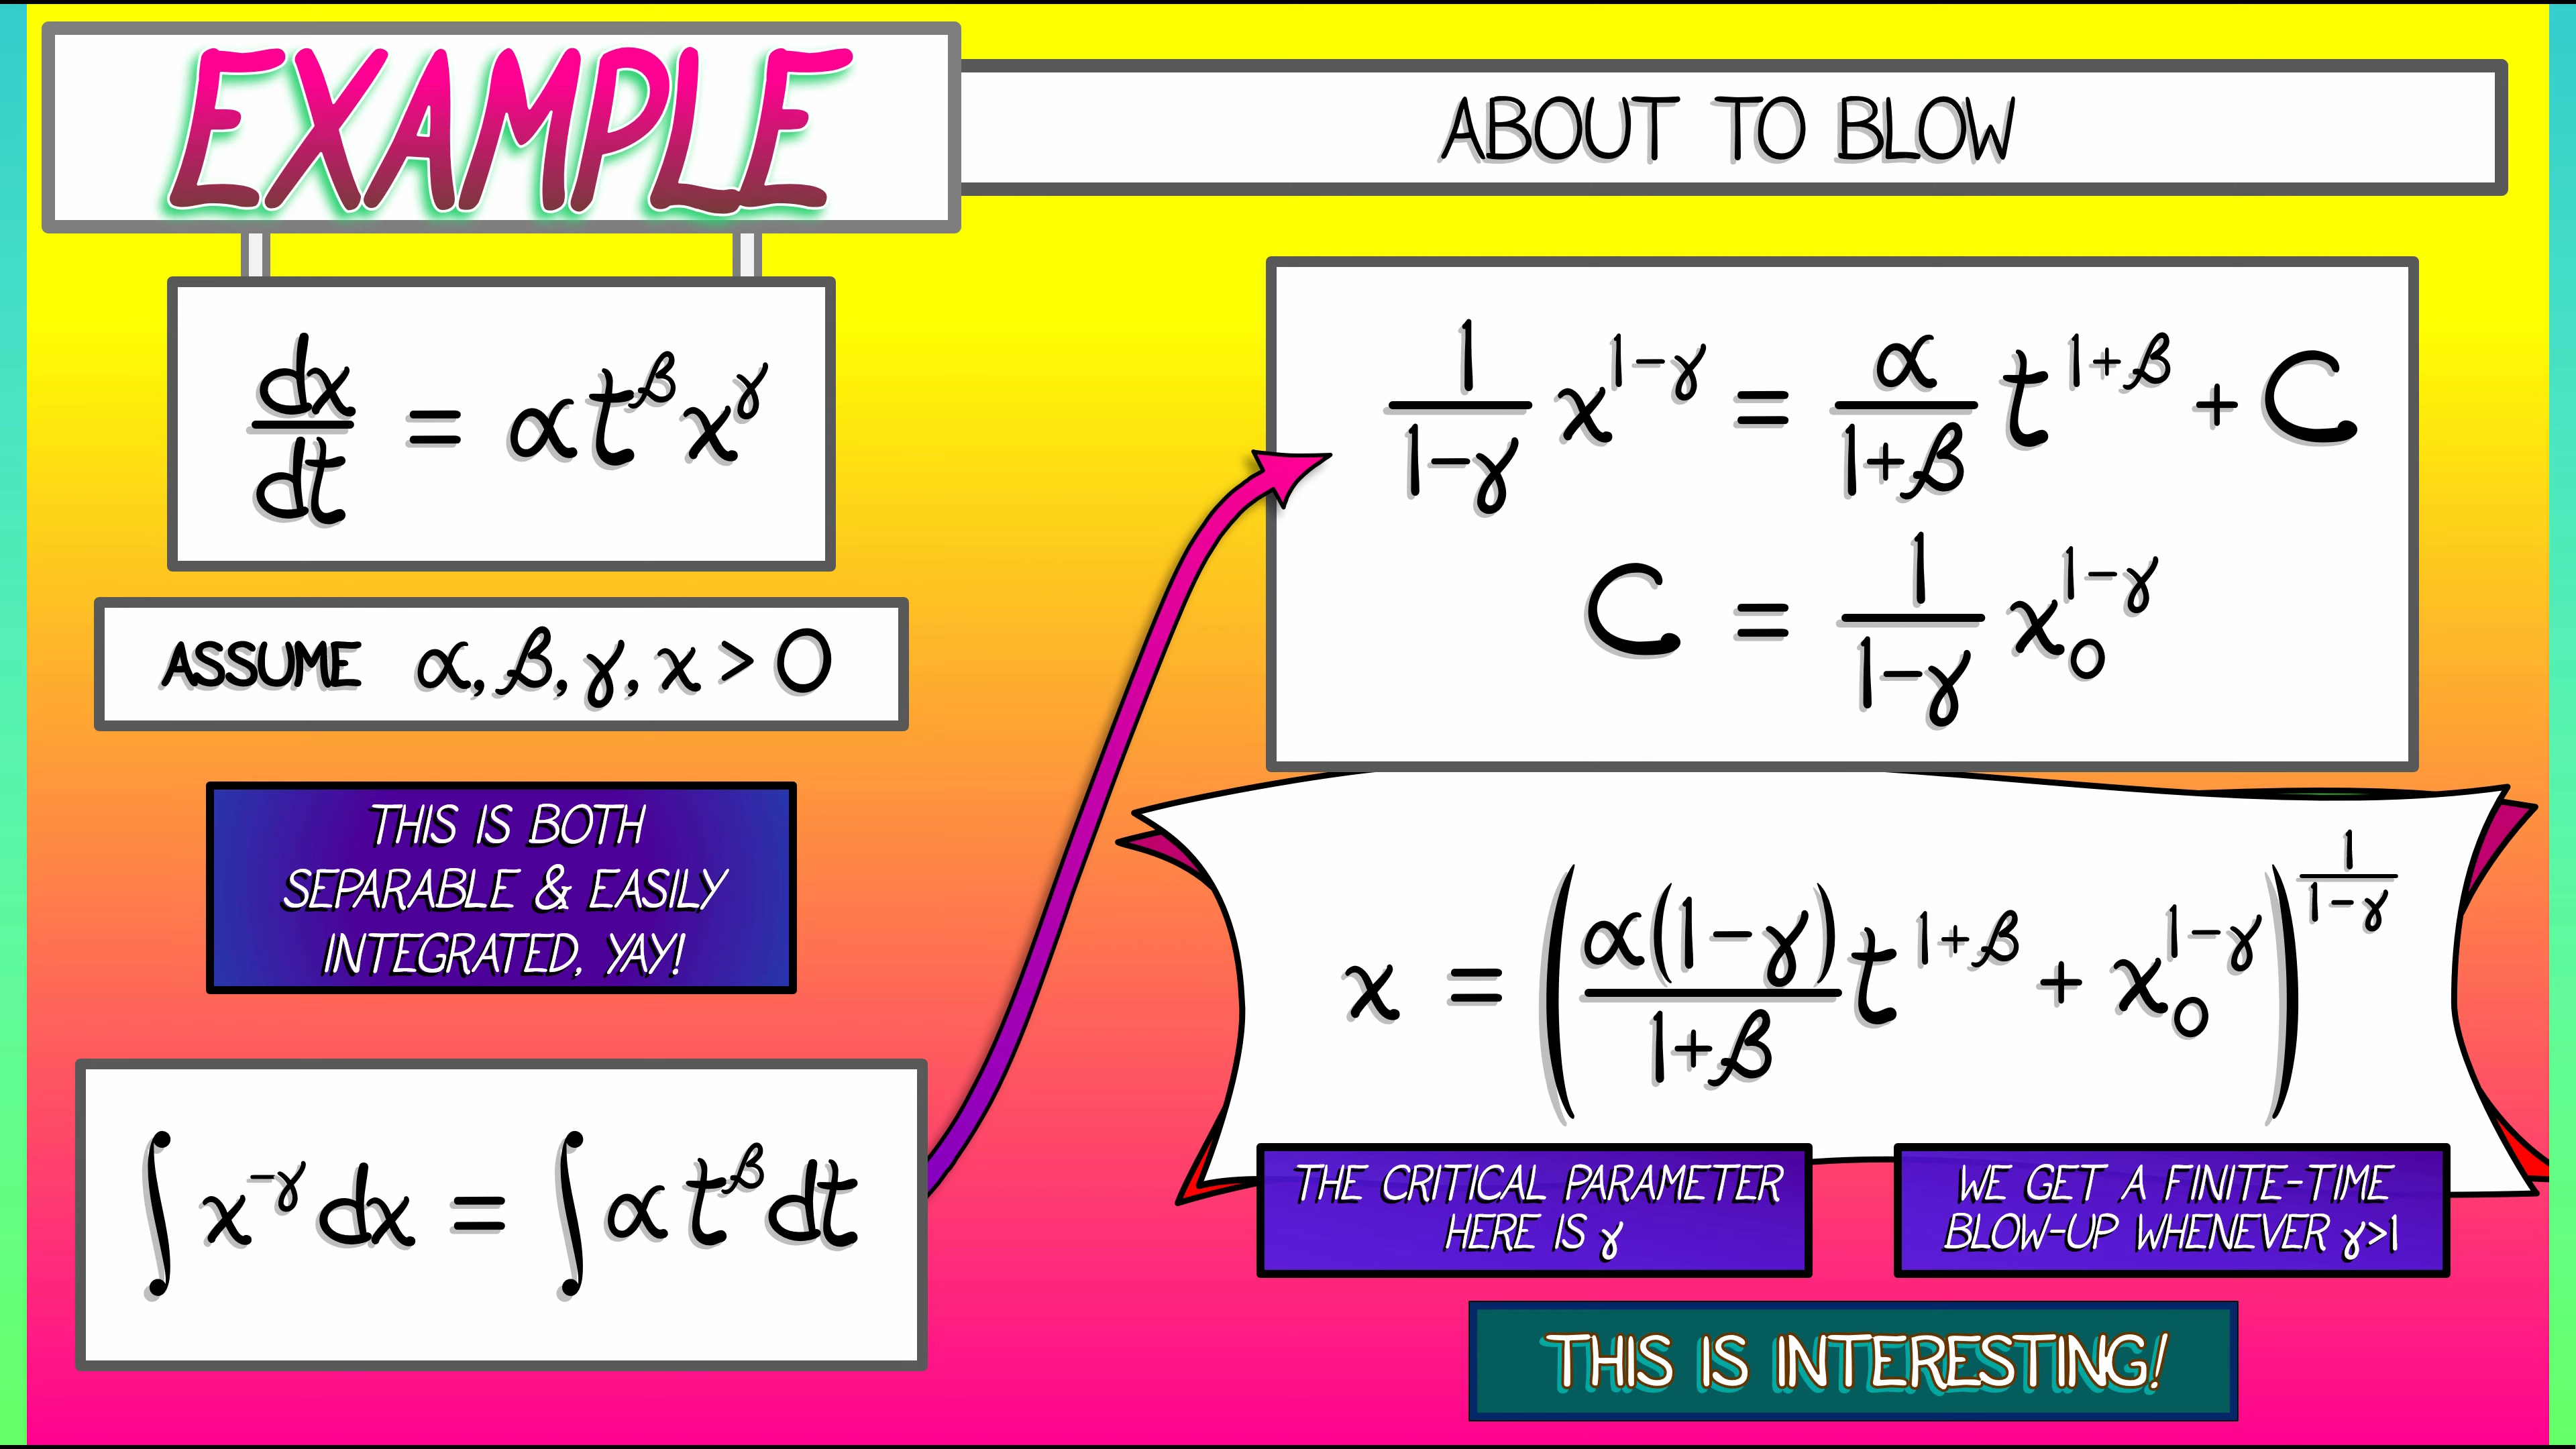 EXAMPLE
ABOUT TO BLOW
dx/dt = αt^β x^γ
ASSUME α, β, γ, x > 0
THIS IS BOTH
SEPARABLE & EASILY
INTEGRATED, YAY!
∫ x^-γ dx = ∫ αt^β dt
1/(1-γ) x^(1-γ) = α/(1+β) t^(1+β) + C
C = 1/(1-γ) x₀^(1-γ)
x = (α(1-γ)/(1+β) t^(1+β) + x₀^(1-γ))^(1/(1-γ))
THE CRITICAL PARAMETER
HERE IS γ
WE GET A FINITE-TIME
BLOW-UP WHENEVER γ>1
THIS IS INTERESTING!